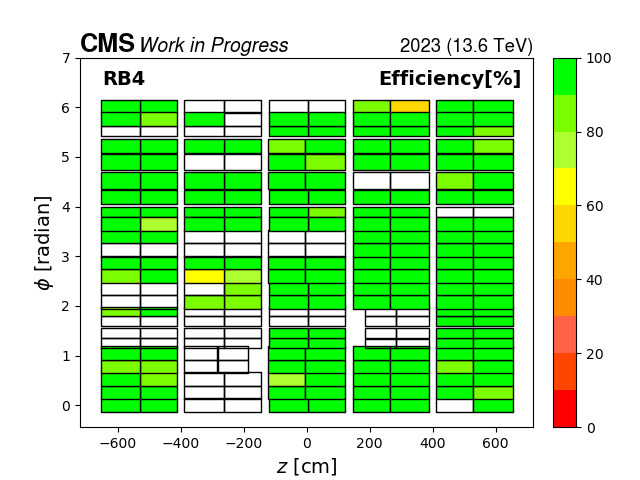 CMS Work in Progress 2023 (13.6 TeV)
RB4 Efficiency[%]
7
6
5
4
3
2
1
0
ϕ [radian]
−600 −400 −200 0 200 400 600
z [cm]
100
80
60
40
20
0